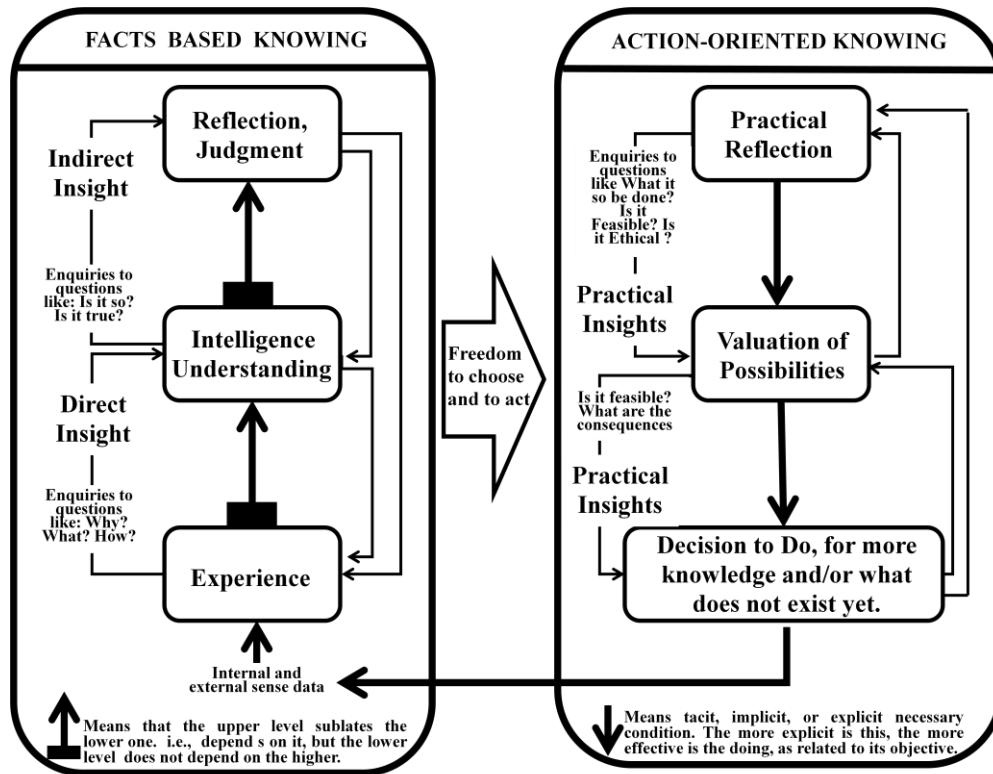 FACTS BASED KNOWING
Reflection,
Judgment
Indirect
Insight
Enquiries to
questions
like: Is it so?
Is it true?
Intelligence
Understanding
Direct
Insight
Enquiries to
questions
like: Why?
What? How?
Experience
Internal and
external sense data
Means that the upper level sublates the
lower one. i.e., depend s on it, but the lower
level does not depend on the higher.
Freedom
to choose
and to act
ACTION-ORIENTED KNOWING
Practical
Reflection
Enquiries to
questions
like What it
so be done?
Is it
Feasible? Is
it Ethical ?
Practical
Insights
Valuation of
Possibilities
Is it feasible?
What are the
consequences
Practical
Insights
Decision to Do, for more
knowledge and/or what
does not exist yet.
Means tacit, implicit, or explicit necessary
condition. The more explicit is this, the more
effective is the doing, as related to its objective.